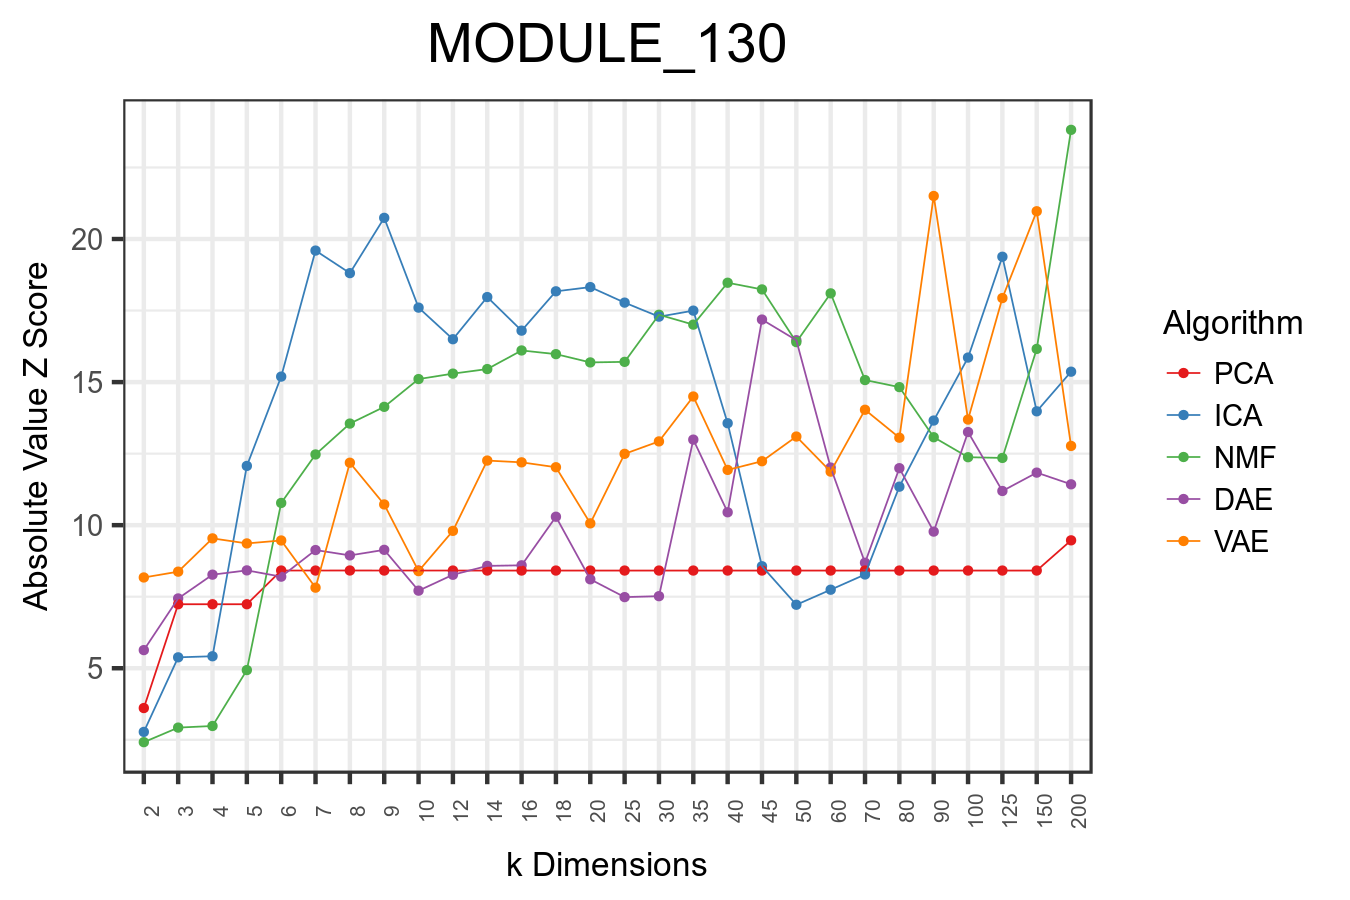 MODULE_130
Absolute Value Z Score
20
15
10
5
2 3 4 5 6 7 8 9 10 12 14 16 18 20 25 30 35 40 45 50 60 70 80 90 100 125 150 200
k Dimensions
Algorithm
PCA
ICA
NMF
DAE
VAE